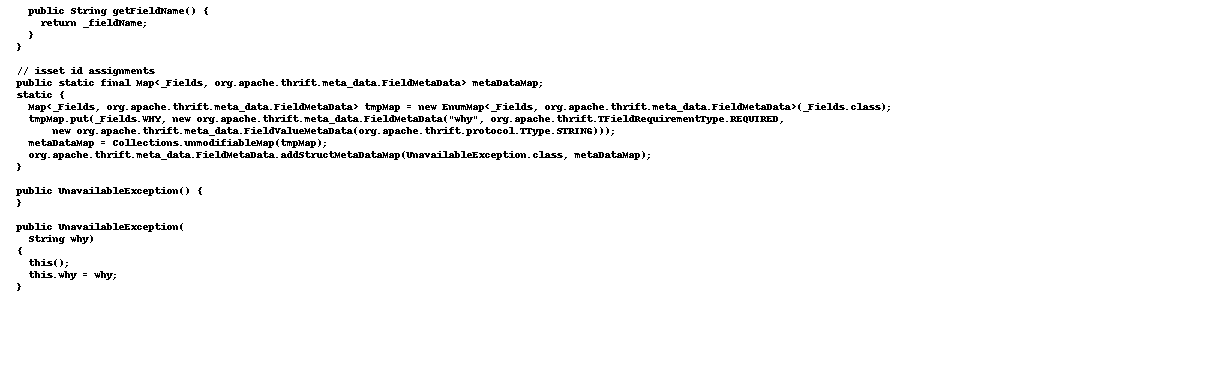 public String getFieldName() {
return _fieldName;
}
}
// isset id assignments
public static final Map<_Fields, org.apache.thrift.meta_data.FieldMetaData> metaDataMap;
static {
Map<_Fields, org.apache.thrift.meta_data.FieldMetaData> tmpMap = new EnumMap<_Fields, org.apache.thrift.meta_data.FieldMetaData>(_Fields.class);
tmpMap.put(_Fields.WHY, new org.apache.thrift.meta_data.FieldMetaData("why", org.apache.thrift.TFieldRequirementType.REQUIRED,
new org.apache.thrift.meta_data.FieldValueMetaData(org.apache.thrift.protocol.TType.STRING)));
metaDataMap = Collections.unmodifiableMap(tmpMap);
org.apache.thrift.meta_data.FieldMetaData.addStructMetaDataMap(UnavailableException.class, metaDataMap);
}
public UnavailableException() {
}
public UnavailableException(
String why)
{
this();
this.why = why;
}